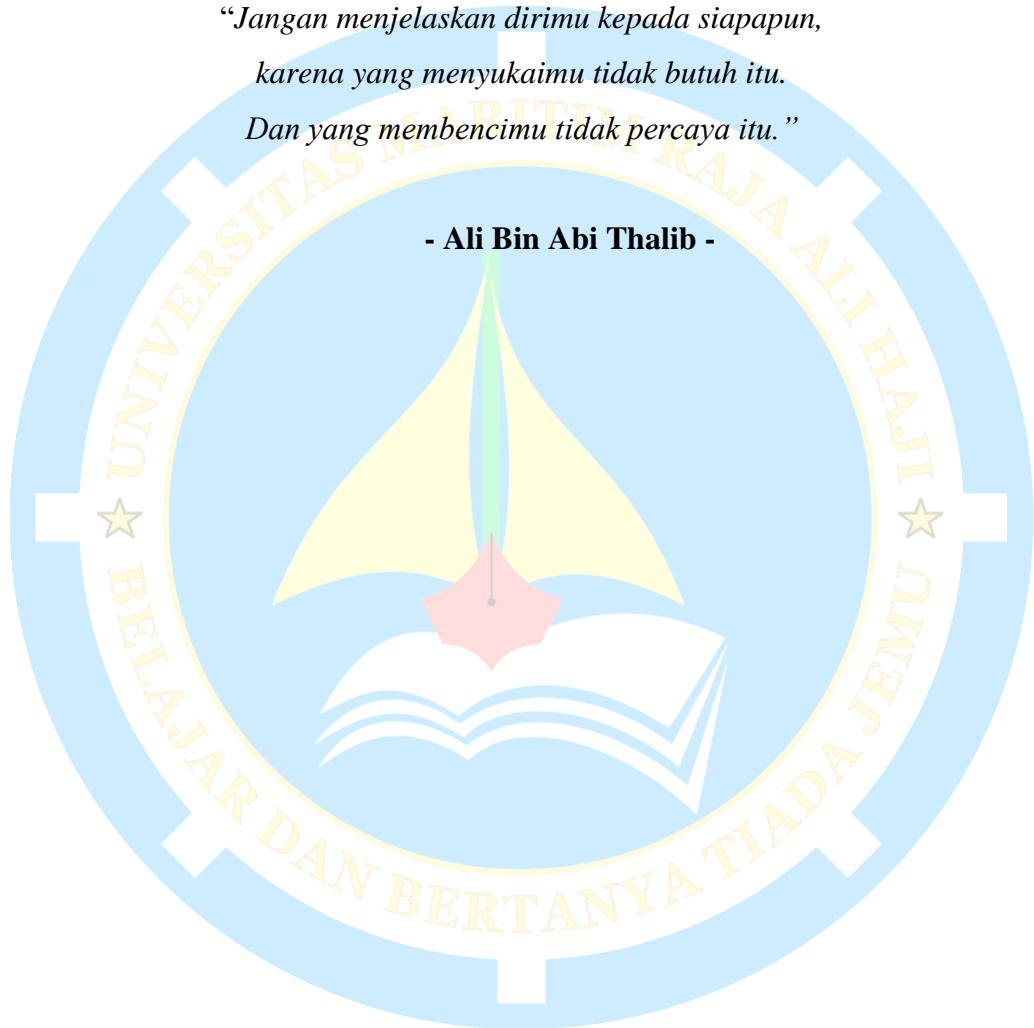 “Jangan menjelaskan dirimu kepada siapapun,
karena yang menyukaimu tidak butuh itu.
Dan yang membencimu tidak percaya itu.”
- Ali Bin Abi Thalib -
UNIVERSITAS MARITIM RAJA ALI HAJI
BELAJAR DAN BERTANYA TIADA JEMU